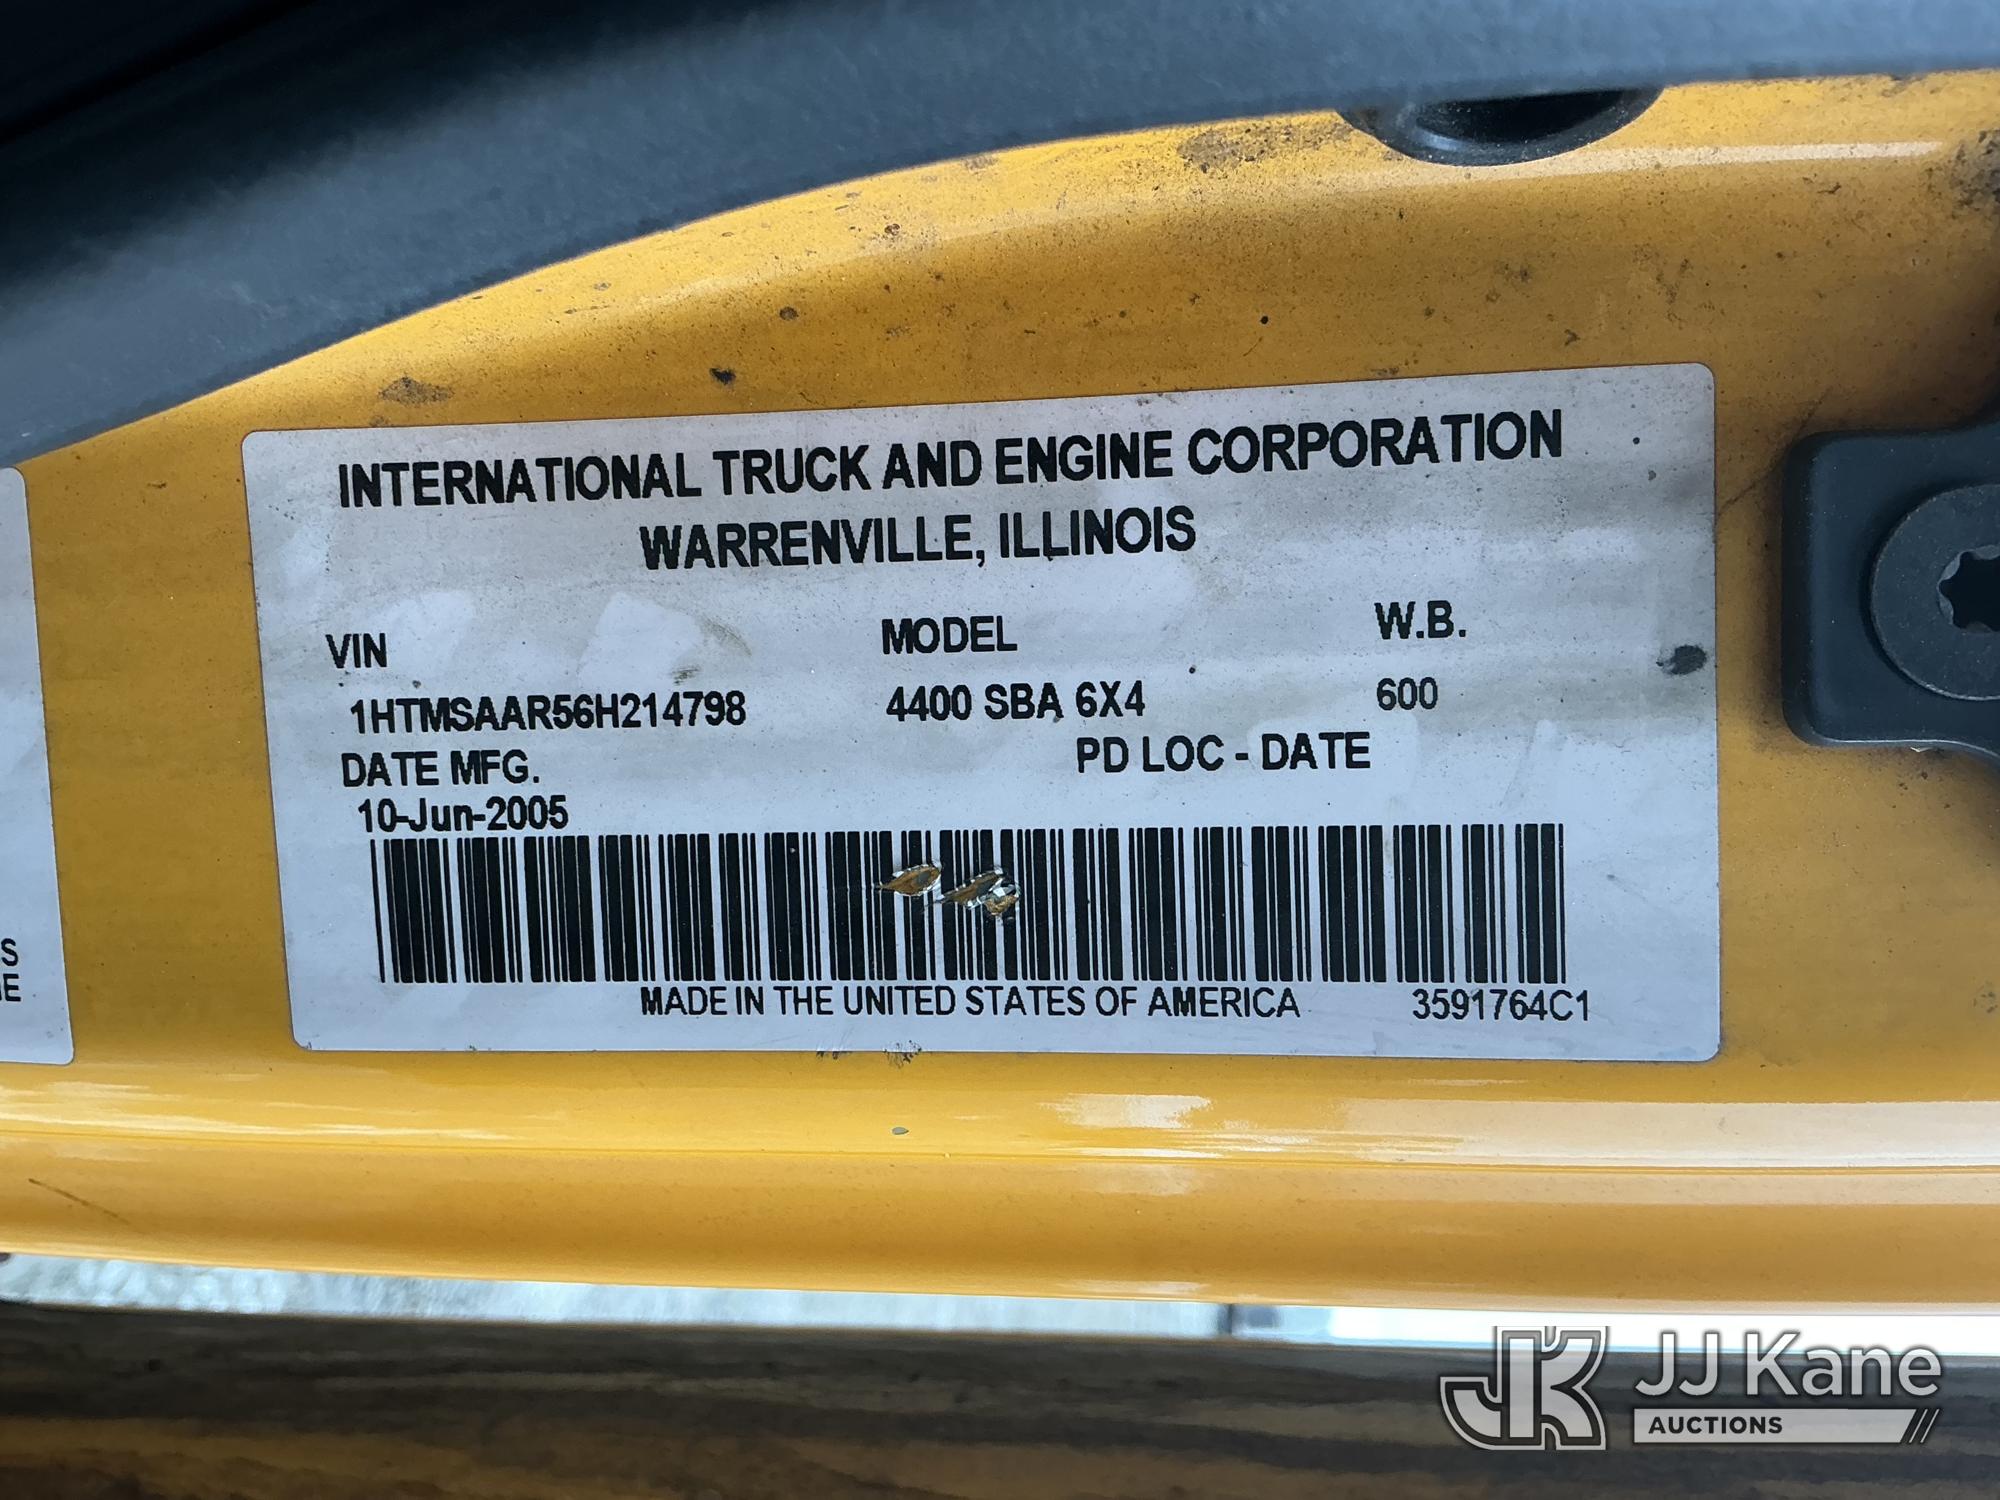 INTERNATIONAL TRUCK AND ENGINE CORPORATION
WARRENVILLE, ILLINOIS
VIN MODEL W.B.
1HTMSAAR56H214798 4400 SBA 6X4 600
DATE MFG. PD LOC - DATE
10-Jun-2005
MADE IN THE UNITED STATES OF AMERICA 3591764C1
S
E
JK JJ Kane
AUCTIONS